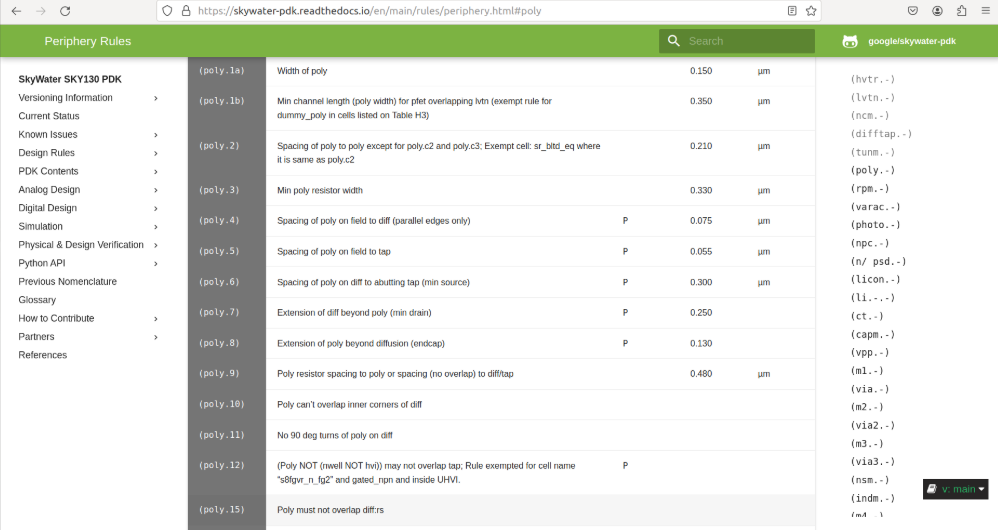 https://skywater-pdk.readthedocs.io/en/main/rules/periphery.html#poly
Periphery Rules
Search
google/skywater-pdk
SkyWater SKY130 PDK
Versioning Information
Current Status
Known Issues
Design Rules
PDK Contents
Analog Design
Digital Design
Simulation
Physical & Design Verification
Python API
Previous Nomenclature
Glossary
How to Contribute
Partners
References
(poly.1a) Width of poly 0.150 µm
(poly.1b) Min channel length (poly width) for pfet overlapping lvtn (exempt rule for 0.350 µm
dummy_poly in cells listed on Table H3)
(poly.2) Spacing of poly to poly except for poly.c2 and poly.c3; Exempt cell: sr_bltd_eq where 0.210 µm
it is same as poly.c2
(poly.3) Min poly resistor width 0.330 µm
(poly.4) Spacing of poly on field to diff (parallel edges only) P 0.075 µm
(poly.5) Spacing of poly on field to tap P 0.055 µm
(poly.6) Spacing of poly on diff to abutting tap (min source) P 0.300 µm
(poly.7) Extension of diff beyond poly (min drain) P 0.250
(poly.8) Extension of poly beyond diffusion (endcap) P 0.130
(poly.9) Poly resistor spacing to poly or spacing (no overlap) to diff/tap 0.480 µm
(poly.10) Poly can't overlap inner corners of diff
(poly.11) No 90 deg turns of poly on diff
(poly.12) (Poly NOT (nwell NOT hvi)) may not overlap tap; Rule exempted for cell name P
"s8fgvr_n_fg2" and gated_npn and inside UHVI.
(poly.15) Poly must not overlap diff:rs
(hvtr.-)
(lvtn.-)
(ncm.-)
(difftap.-)
(tunm.-)
(poly.-)
(rpm.-)
(varac.-)
(photo.-)
(npc.-)
(n/ psd.-)
(licon.-)
(li.-.-)
(ct.-)
(capm.-)
(vpp.-)
(m1.-)
(via.-)
(m2.-)
(via2.-)
(m3.-)
(via3.-)
(nsm.-)
(indm.-)
(m4.-)
v: main